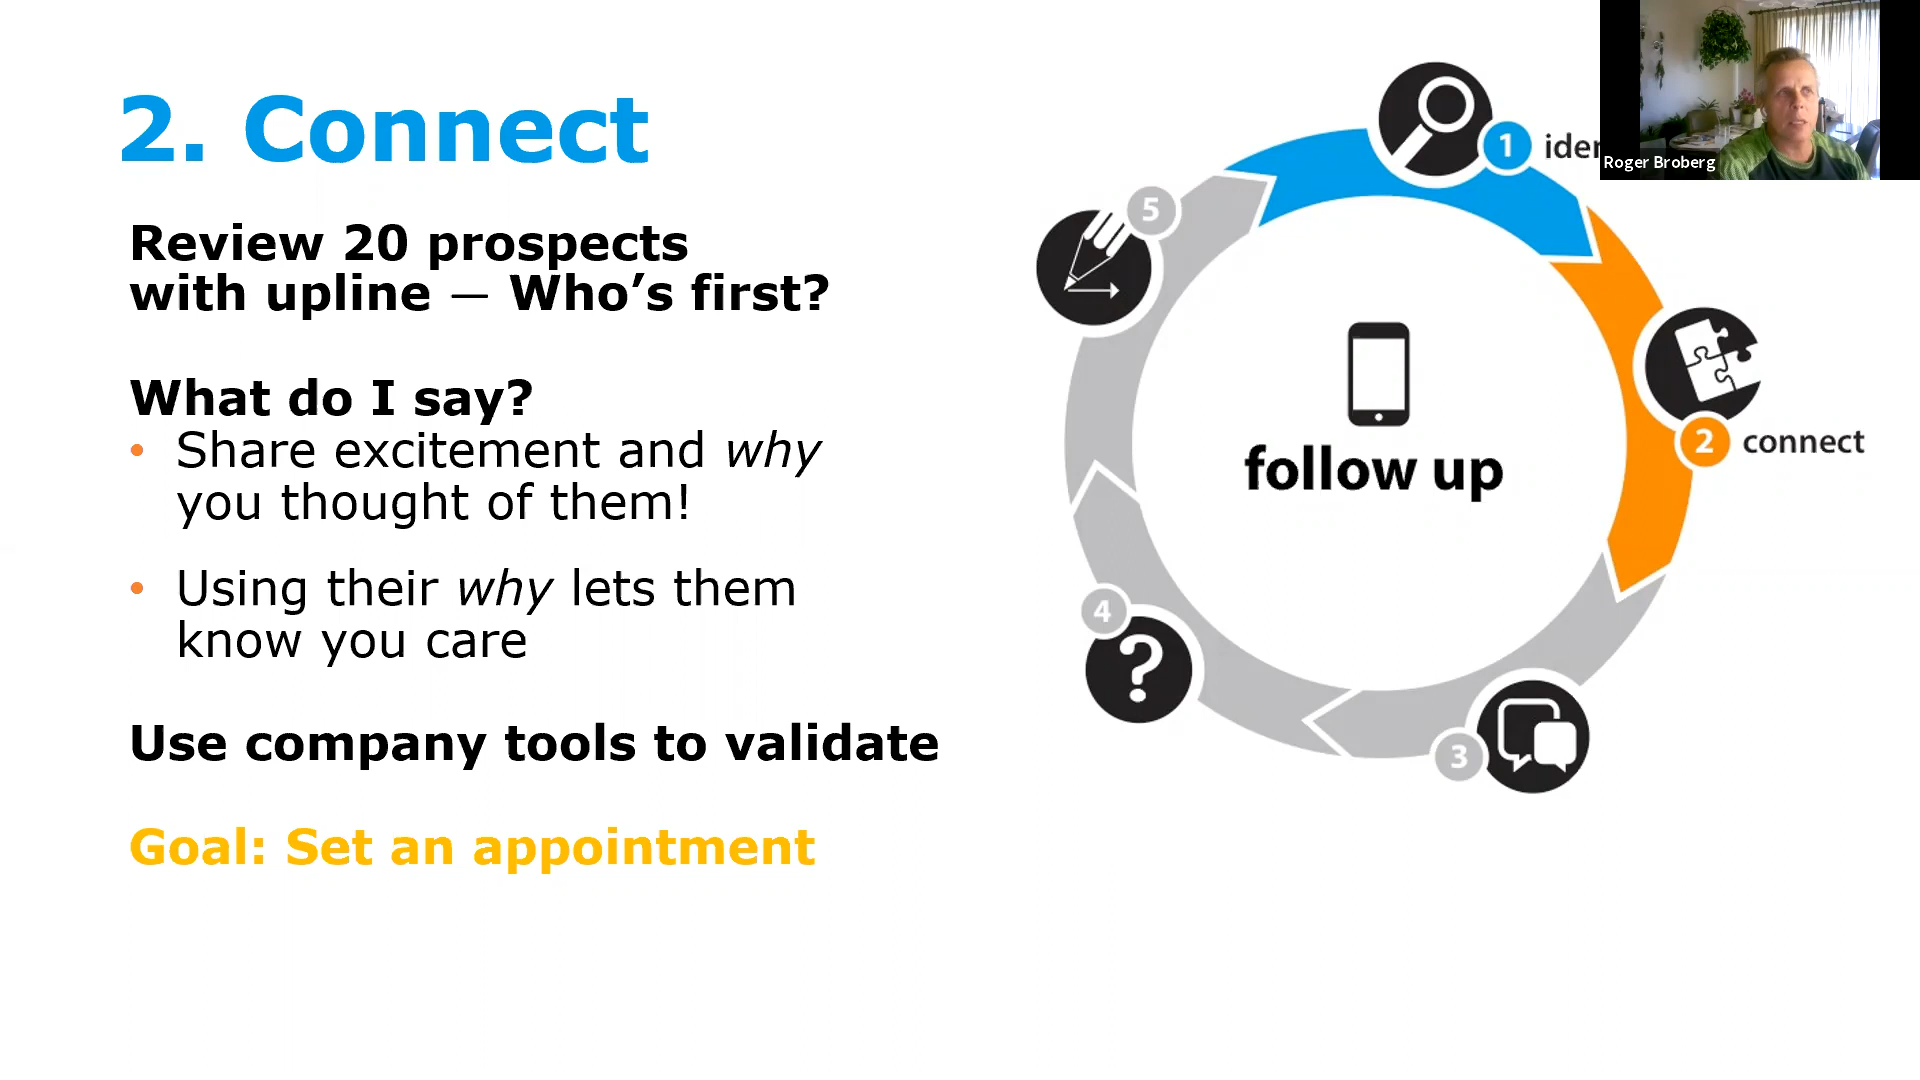 2. Connect
Review 20 prospects
with upline — Who’s first?
What do I say?
• Share excitement and why
you thought of them!
• Using their why lets them
know you care
Use company tools to validate
Goal: Set an appointment
1
2 connect
3
4
?
5
follow up
Roger Broberg